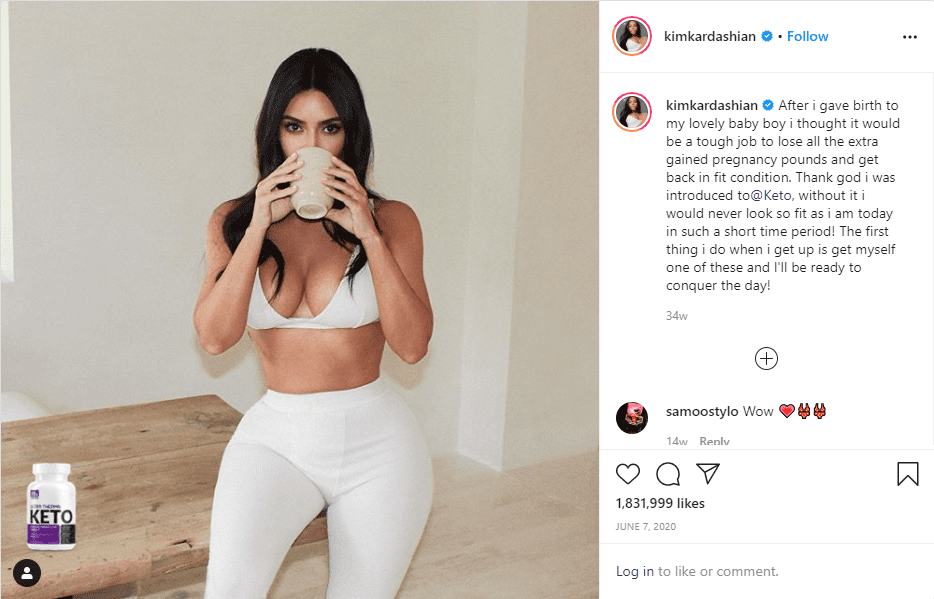 kimkardashian • Follow
kimkardashian After i gave birth to
my lovely baby boy i thought it would
be a tough job to lose all the extra
gained pregnancy pounds and get
back in fit condition. Thank god i was
introduced to@Keto, without it i
would never look so fit as i am today
in such a short time period! The first
thing i do when i get up is get myself
one of these and I'll be ready to
conquer the day!
34w
samoostylo Wow
14w Reply
KETO
1,831,999 likes
JUNE 7, 2020
Log in to like or comment.